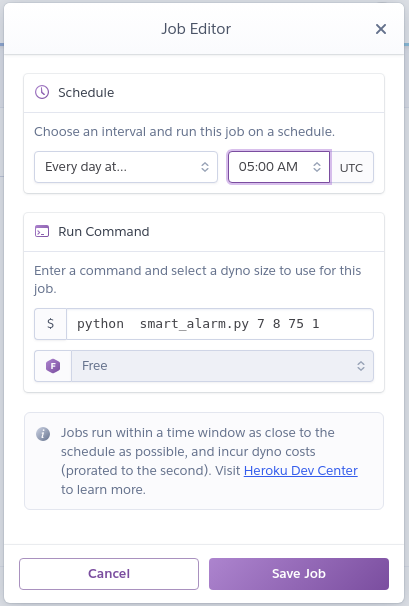 Job Editor
Schedule
Choose an interval and run this job on a schedule.
Every day at... 05:00 AM UTC
Run Command
Enter a command and select a dyno size to use for this
job.
$ python  smart_alarm.py 7 8 75 1
F Free
i Jobs run within a time window as close to the
schedule as possible, and incur dyno costs
(prorated to the second). Visit Heroku Dev Center
to learn more.
Cancel Save Job